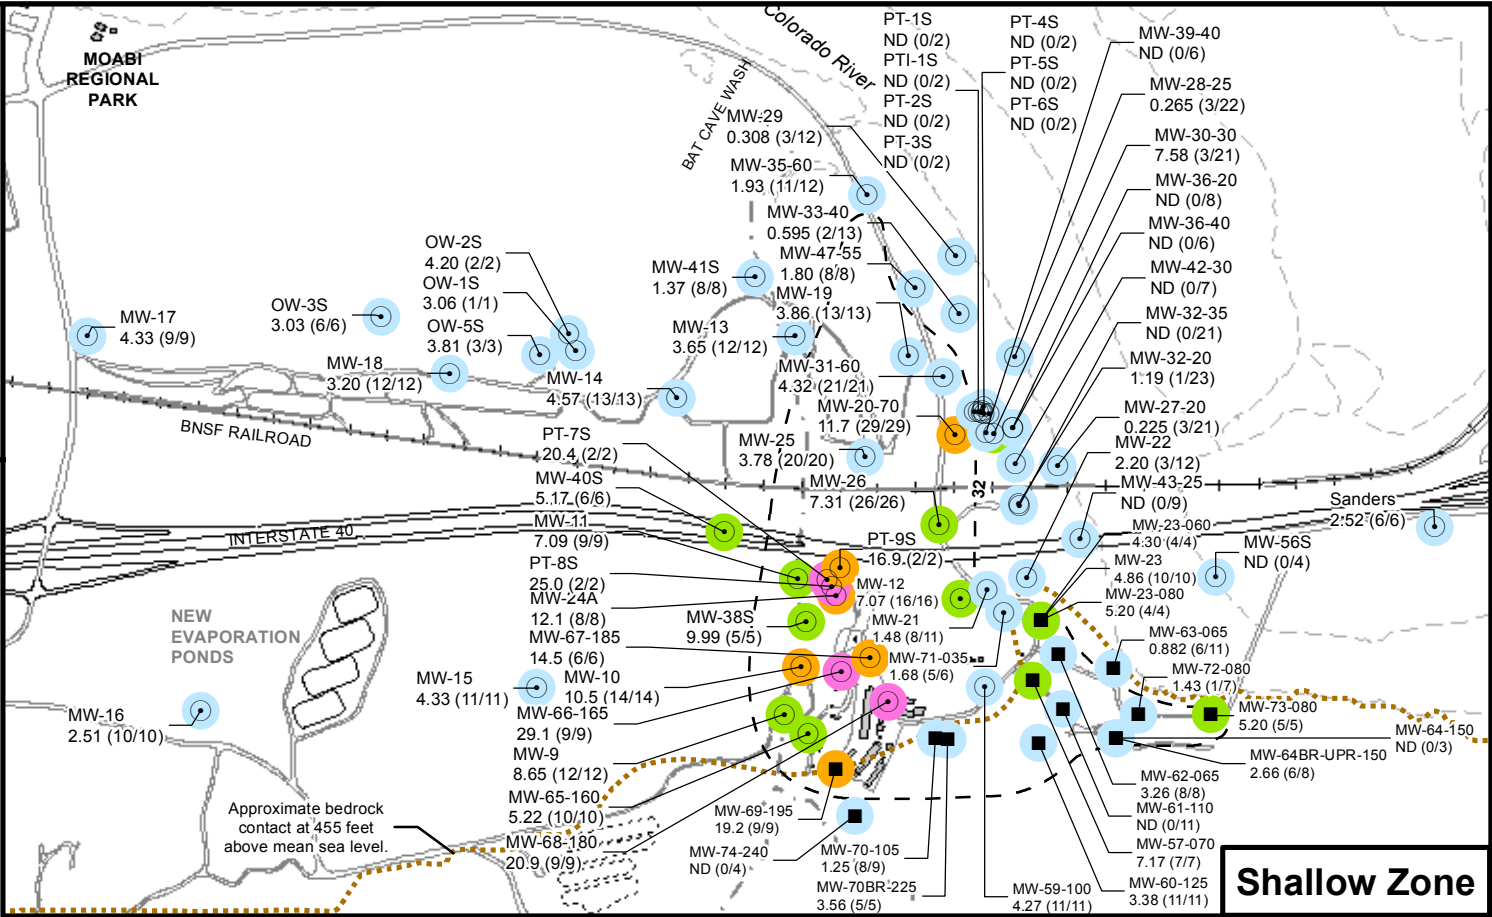 MOABI
REGIONAL
PARK
Colorado River
BAT CAVE WASH
PT-1S
ND (0/2)
PTI-1S
ND (0/2)
PT-2S
ND (0/2)
PT-3S
ND (0/2)
PT-4S
ND (0/2)
PT-5S
ND (0/2)
PT-6S
ND (0/2)
MW-39-40
ND (0/6)
MW-28-25
0.265 (3/22)
MW-30-30
7.58 (3/21)
MW-36-20
ND (0/8)
MW-36-40
ND (0/6)
MW-42-30
ND (0/7)
MW-32-35
ND (0/21)
MW-32-20
1.19 (1/23)
MW-27-20
0.225 (3/21)
MW-22
2.20 (3/12)
MW-43-25
ND (0/9)
MW-29
0.308 (3/12)
MW-35-60
1.93 (11/12)
MW-33-40
0.595 (2/13)
MW-47-55
1.80 (8/8)
MW-19
3.86 (13/13)
MW-41S
1.37 (8/8)
MW-13
3.65 (12/12)
MW-31-60
4.32 (21/21)
MW-20-70
11.7 (29/29)
MW-25
3.78 (20/20)
MW-26
7.31 (26/26)
OW-2S
4.20 (2/2)
OW-1S
3.06 (1/1)
OW-5S
3.81 (3/3)
OW-3S
3.03 (6/6)
MW-17
4.33 (9/9)
MW-18
3.20 (12/12)
MW-14
4.57 (13/13)
BNSF RAILROAD
INTERSTATE 40
32
PT-7S
20.4 (2/2)
MW-40S
5.17 (6/6)
MW-11
7.09 (9/9)
PT-8S
25.0 (2/2)
MW-24A
12.1 (8/8)
MW-67-185
14.5 (6/6)
MW-10
10.5 (14/14)
MW-66-165
29.1 (9/9)
MW-9
8.65 (12/12)
MW-65-160
5.22 (10/10)
MW-68-180
20.9 (9/9)
MW-38S
9.99 (5/5)
PT-9S
16.9 (2/2)
MW-12
7.07 (16/16)
MW-21
1.48 (8/11)
MW-71-035
1.68 (5/6)
Sanders
2.52 (6/6)
MW-56S
ND (0/4)
MW-23-060
4.30 (4/4)
MW-23
4.86 (10/10)
MW-23-080
5.20 (4/4)
MW-63-065
0.882 (6/11)
MW-72-080
1.43 (1/7)
MW-73-080
5.20 (5/5)
MW-64-150
ND (0/3)
MW-64BR-UPR-150
2.66 (6/8)
MW-62-065
3.26 (8/8)
MW-61-110
ND (0/11)
MW-57-070
7.17 (7/7)
MW-60-125
3.38 (11/11)
MW-59-100
4.27 (11/11)
NEW
EVAPORATION
PONDS
MW-15
4.33 (11/11)
MW-16
2.51 (10/10)
Approximate bedrock
contact at 455 feet
above mean sea level.
MW-69-195
19.2 (9/9)
MW-74-240
ND (0/4)
MW-70-105
1.25 (8/9)
MW-70BR-225
3.56 (5/5)
Shallow Zone